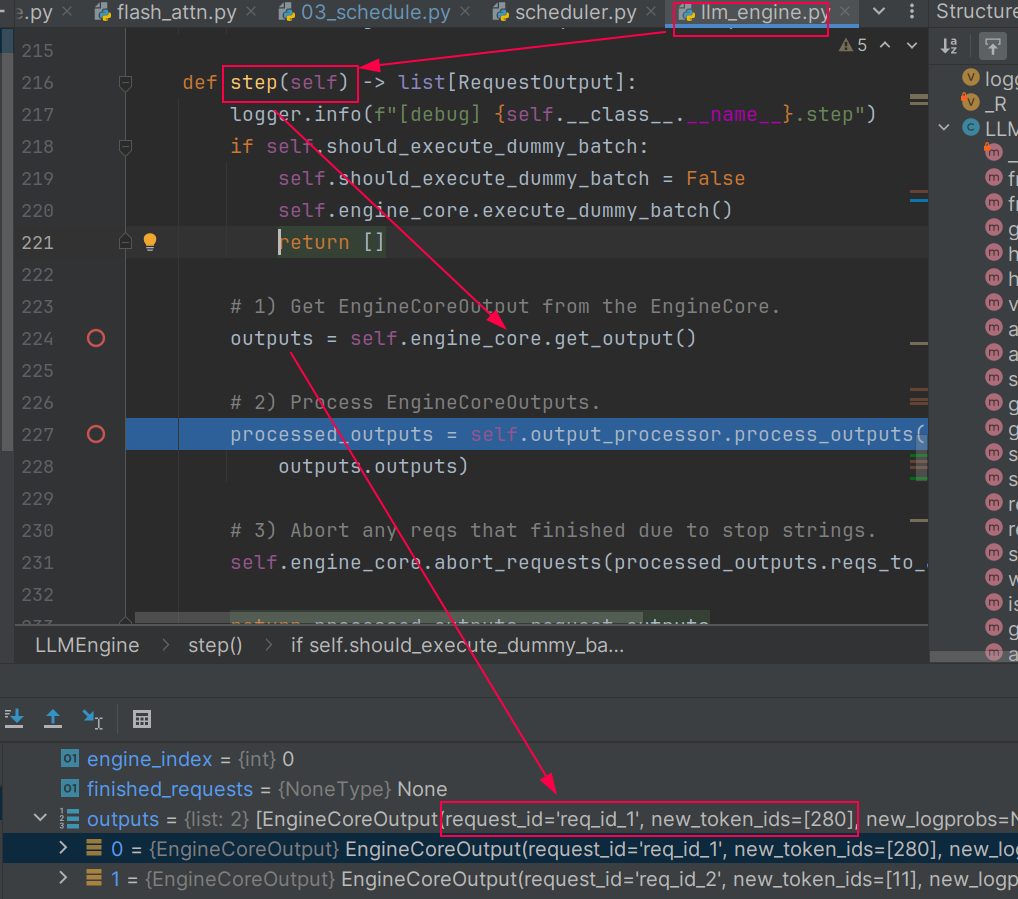 e.py flash_attn.py 03_schedule.py scheduler.py llm_engine.py Structure
5
215
216 def step(self) -> list[RequestOutput]:
217 logger.info(f"[debug] {self.__class__.__name__}.step")
218 if self.should_execute_dummy_batch:
219 self.should_execute_dummy_batch = False
220 self.engine_core.execute_dummy_batch()
221 return []
222
223 # 1) Get EngineCoreOutput from the EngineCore.
224 outputs = self.engine_core.get_output()
225
226 # 2) Process EngineCoreOutputs.
227 processed_outputs = self.output_processor.process_outputs(
228 outputs.outputs)
229
230 # 3) Abort any reqs that finished due to stop strings.
231 self.engine_core.abort_requests(processed_outputs.reqs_to_
232
233 return processed_outputs.request_outputs
logg
_R
LLM
LLMEngine > step() > if self.should_execute_dummy_ba...
engine_index = {int} 0
finished_requests = {NoneType} None
outputs = {list: 2} [EngineCoreOutput(request_id='req_id_1', new_token_ids=[280], new_logprobs=N
0 = {EngineCoreOutput} EngineCoreOutput(request_id='req_id_1', new_token_ids=[280], new_log
1 = {EngineCoreOutput} EngineCoreOutput(request_id='req_id_2', new_token_ids=[11], new_logp